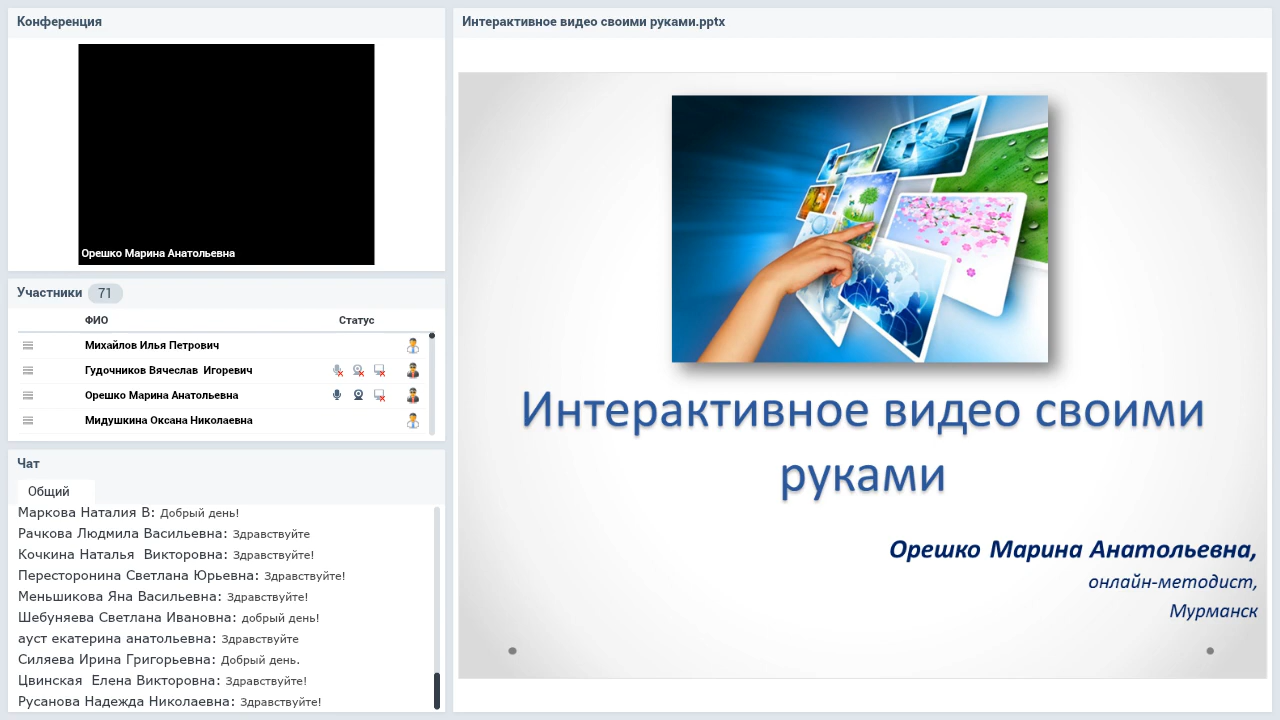 Конференция
Орешко Марина Анатольевна
Участники 71
ФИО Статус
Михайлов Илья Петрович
Гудочников Вячеслав  Игоревич
Орешко Марина Анатольевна
Мидушкина Оксана Николаевна
Чат
Общий
Маркова Наталия В: Добрый день!
Рачкова Людмила Васильевна: Здравствуйте
Кочкина Наталья  Викторовна: Здравствуйте!
Пересторонина Светлана Юрьевна: Здравствуйте!
Меньшикова Яна Васильевна: Здравствуйте!
Шебуняева Светлана Ивановна: добрый день!
ауст екатерина анатольевна: Здравствуйте
Силяева Ирина Григорьевна: Добрый день.
Цвинская  Елена Викторовна: Здравствуйте!
Русанова Надежда Николаевна: Здравствуйте!
Интерактивное видео своими руками.pptx
Интерактивное видео своими
руками
Орешко Марина Анатольевна,
онлайн-методист,
Мурманск